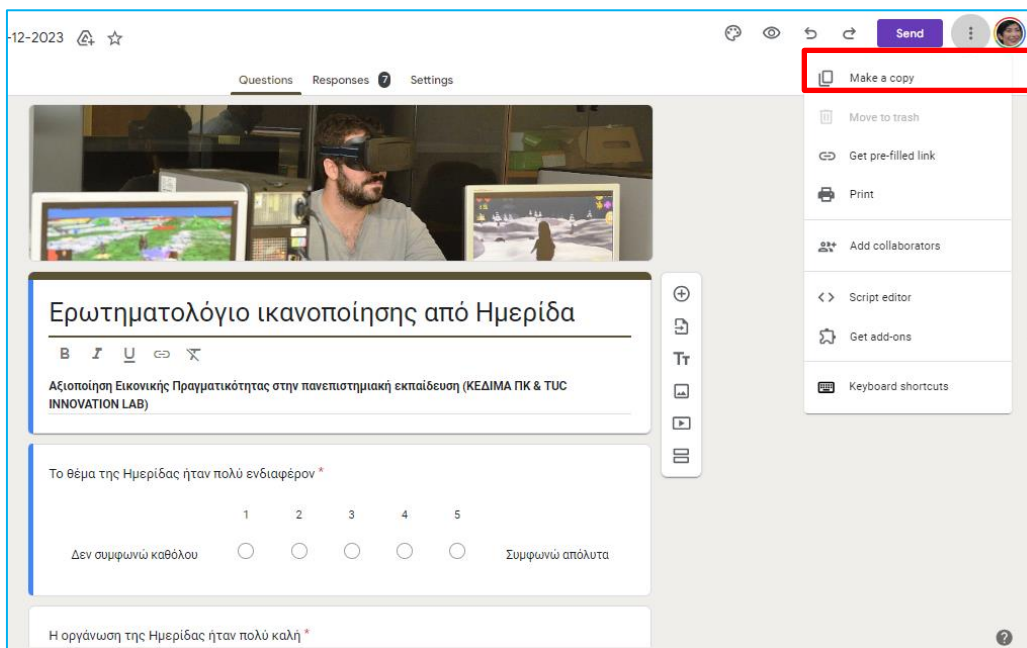 -12-2023
Send
Questions Responses 7 Settings
Make a copy
Move to trash
Get pre-filled link
Print
Add collaborators
Script editor
Get add-ons
Keyboard shortcuts
Ερωτηματολόγιο ικανοποίησης από Ημερίδα
B I U
Αξιοποίηση Εικονικής Πραγματικότητας στην πανεπιστημιακή εκπαίδευση (ΚΕΔΙΜΑ ΠΚ & TUC
INNOVATION LAB)
Tт
Το θέμα της Ημερίδας ήταν πολύ ενδιαφέρον *
1 2 3 4 5
Δεν συμφωνώ καθόλου Συμφωνώ απόλυτα
Η οργάνωση της Ημερίδας ήταν πολύ καλή *